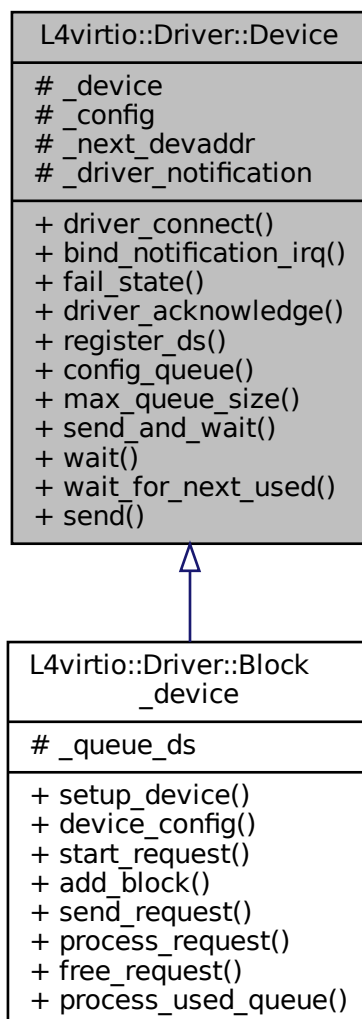 L4virtio::Driver::Device
# _device
# _config
# _next_devaddr
# _driver_notification
+ driver_connect()
+ bind_notification_irq()
+ fail_state()
+ driver_acknowledge()
+ register_ds()
+ config_queue()
+ max_queue_size()
+ send_and_wait()
+ wait()
+ wait_for_next_used()
+ send()
L4virtio::Driver::Block
_device
# _queue_ds
+ setup_device()
+ device_config()
+ start_request()
+ add_block()
+ send_request()
+ process_request()
+ free_request()
+ process_used_queue()